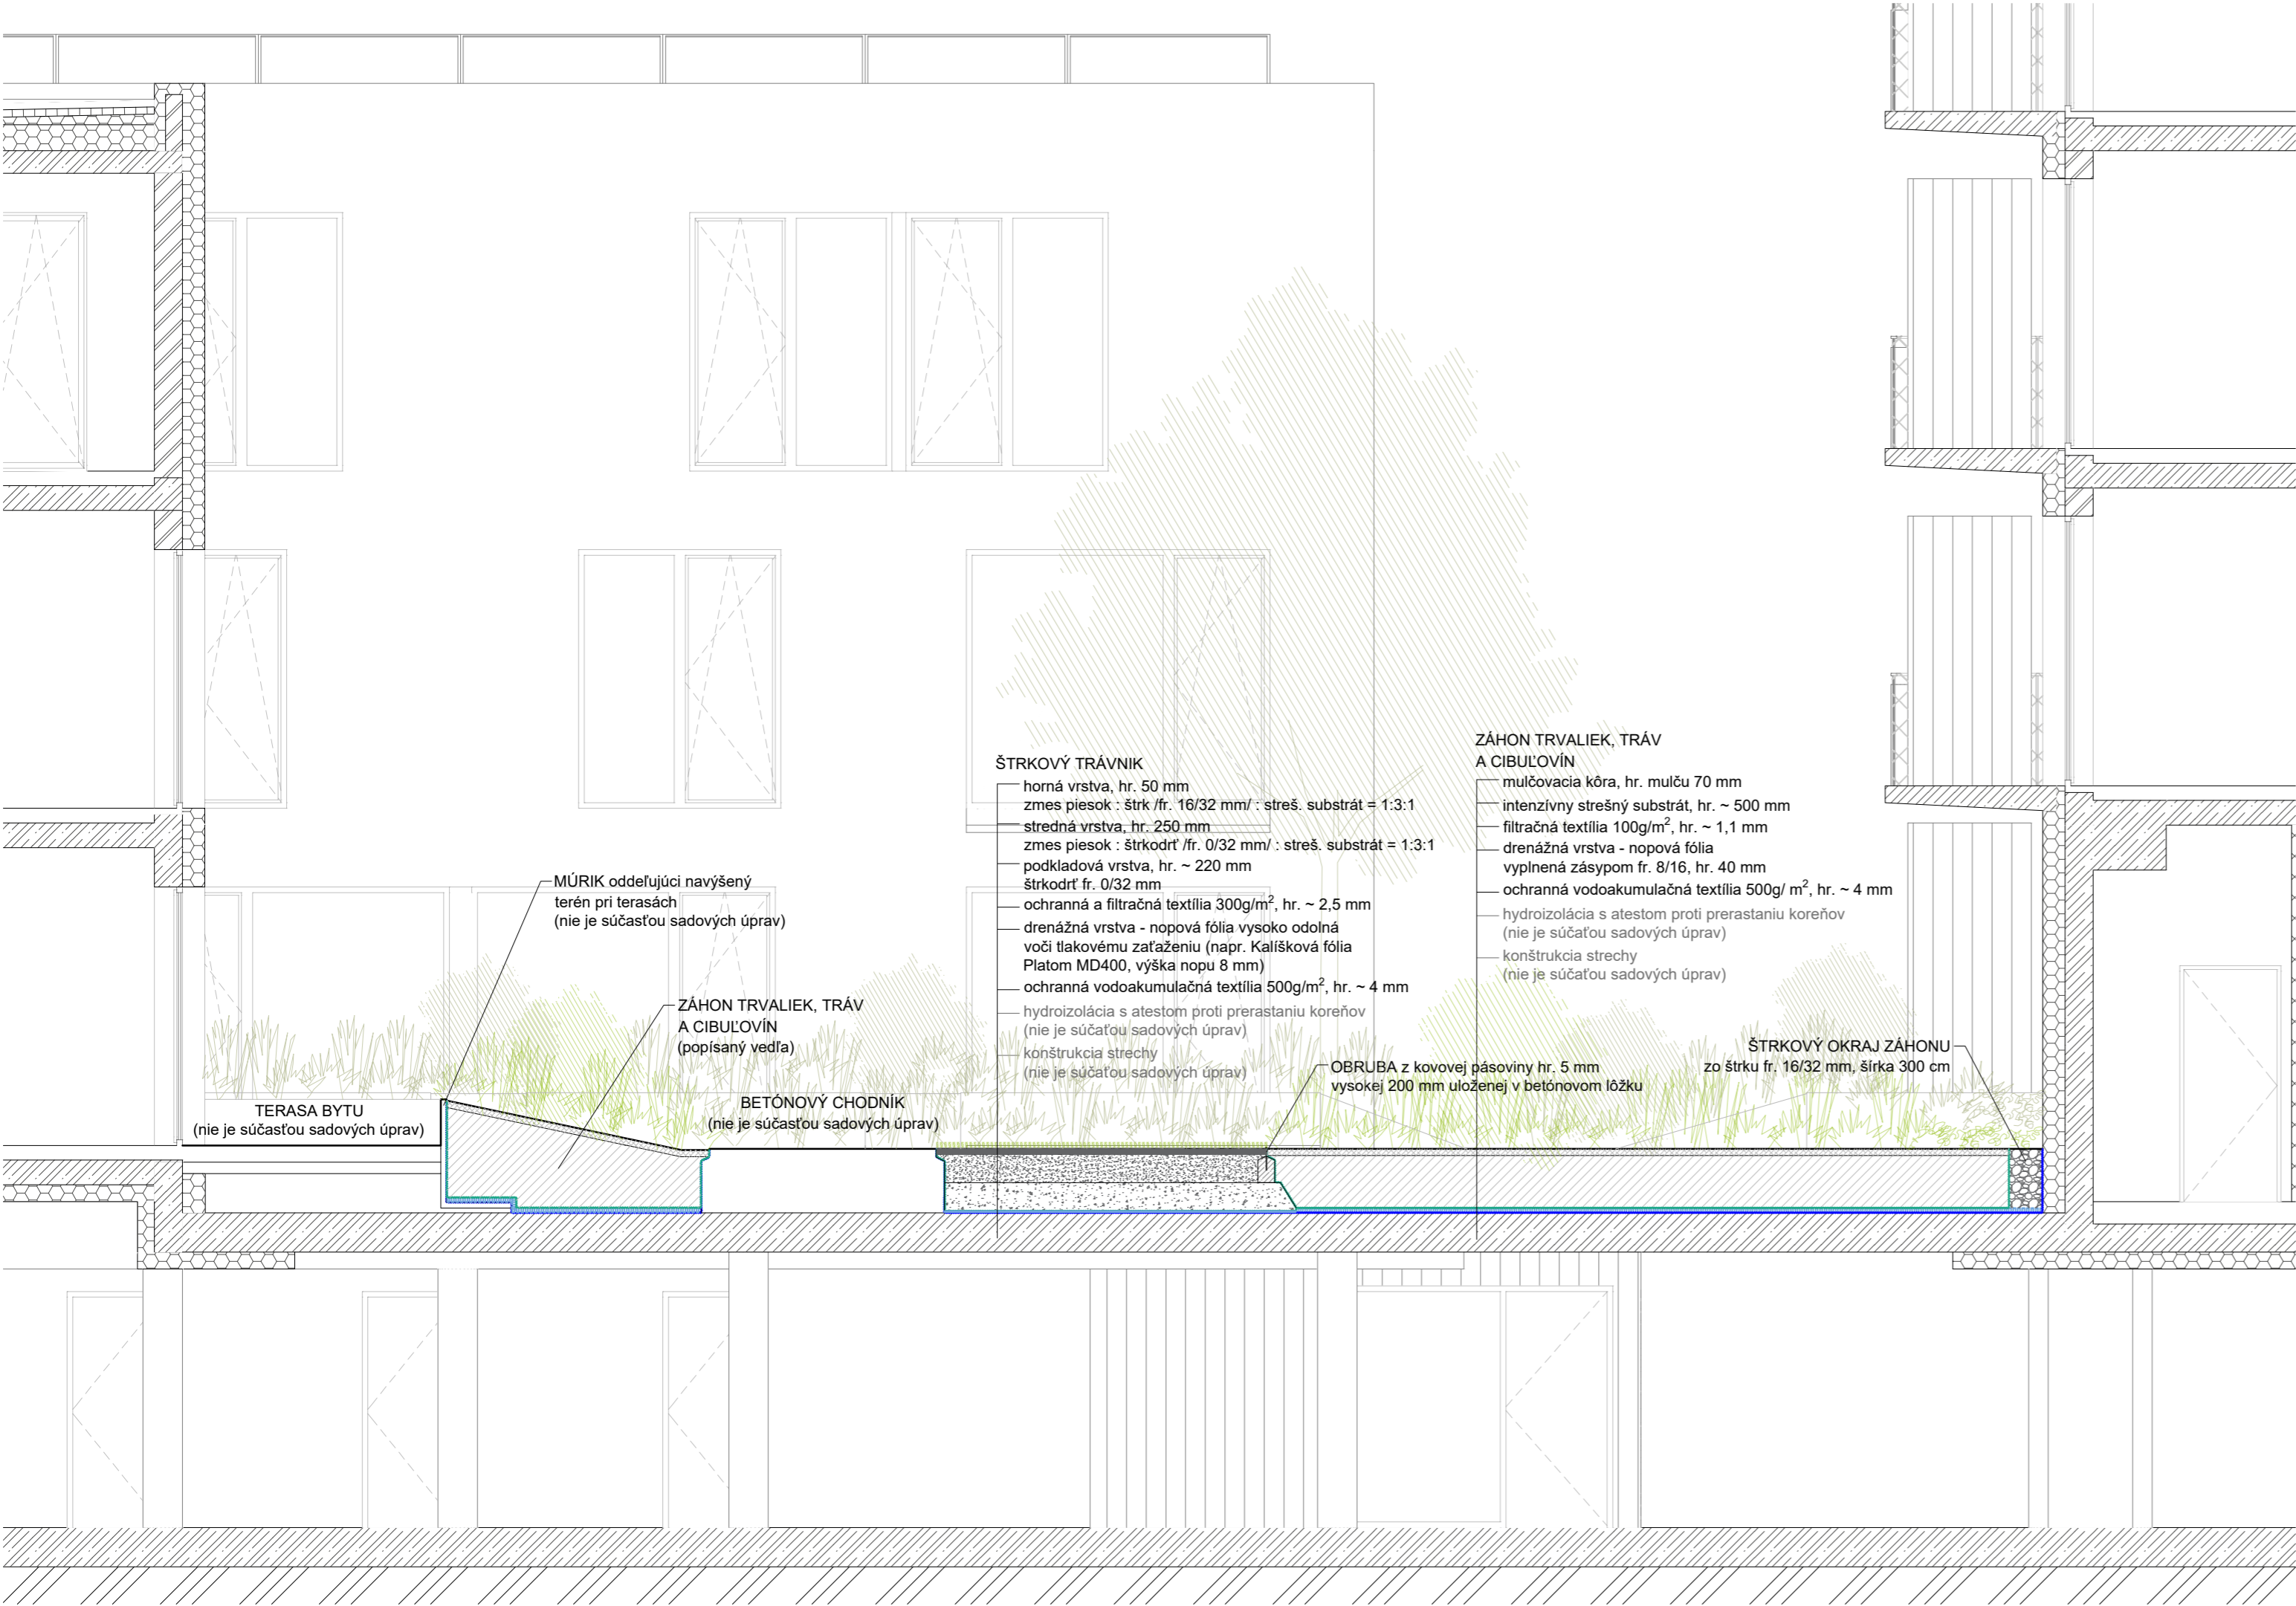 ŠTRKOVÝ TRÁVNIK
horná vrstva, hr. 50 mm
zmes piesok : štrk /fr. 16/32 mm/ : streš. substrát = 1:3:1
stredná vrstva, hr. 250 mm
zmes piesok : štrkodrť /fr. 0/32 mm/ : streš. substrát = 1:3:1
podkladová vrstva, hr. ~ 220 mm
štrkodrť fr. 0/32 mm
ochranná a filtračná textília 300g/m², hr. ~ 2,5 mm
drenážná vrstva - nopová fólia vysoko odolná
voči tlakovému zaťaženiu (napr. Kalíšková fólia
Platom MD400, výška nopu 8 mm)
ochranná vodoakumulačná textília 500g/m², hr. ~ 4 mm
hydroizolácia s atestom proti prerastaniu koreňov
(nie je súčaťou sadových úprav)
konštrukcia strechy
(nie je súčaťou sadových úprav)
ZÁHON TRVALIEK, TRÁV
A CIBUĽOVÍN
mulčovacia kôra, hr. mulču 70 mm
intenzívny strešný substrát, hr. ~ 500 mm
filtračná textília 100g/m², hr. ~ 1,1 mm
drenážná vrstva - nopová fólia
vyplnená zásypom fr. 8/16, hr. 40 mm
ochranná vodoakumulačná textília 500g/ m², hr. ~ 4 mm
hydroizolácia s atestom proti prerastaniu koreňov
(nie je súčaťou sadových úprav)
konštrukcia strechy
(nie je súčaťou sadových úprav)
MÚRIK oddeľujúci navýšený
terén pri terasách
(nie je súčasťou sadových úprav)
ZÁHON TRVALIEK, TRÁV
A CIBUĽOVÍN
(popísaný vedľa)
OBRUBA z kovovej pásoviny hr. 5 mm
vysokej 200 mm uloženej v betónovom lôžku
ŠTRKOVÝ OKRAJ ZÁHONU
zo štrku fr. 16/32 mm, šírka 300 cm
TERASA BYTU
(nie je súčasťou sadových úprav)
BETÓNOVÝ CHODNÍK
(nie je súčasťou sadových úprav)